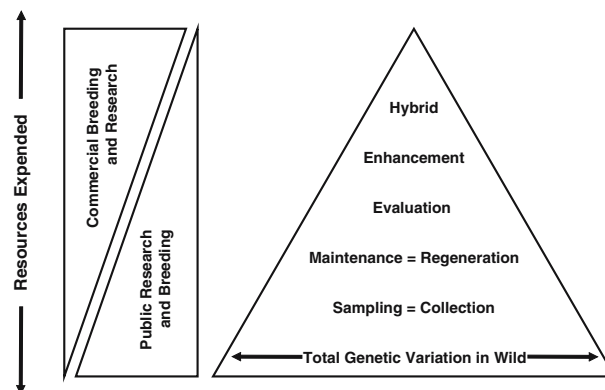 Resources Expended
Commercial Breeding
and Research
Public Research
and Breeding
Hybrid
Enhancement
Evaluation
Maintenance = Regeneration
Sampling = Collection
Total Genetic Variation in Wild